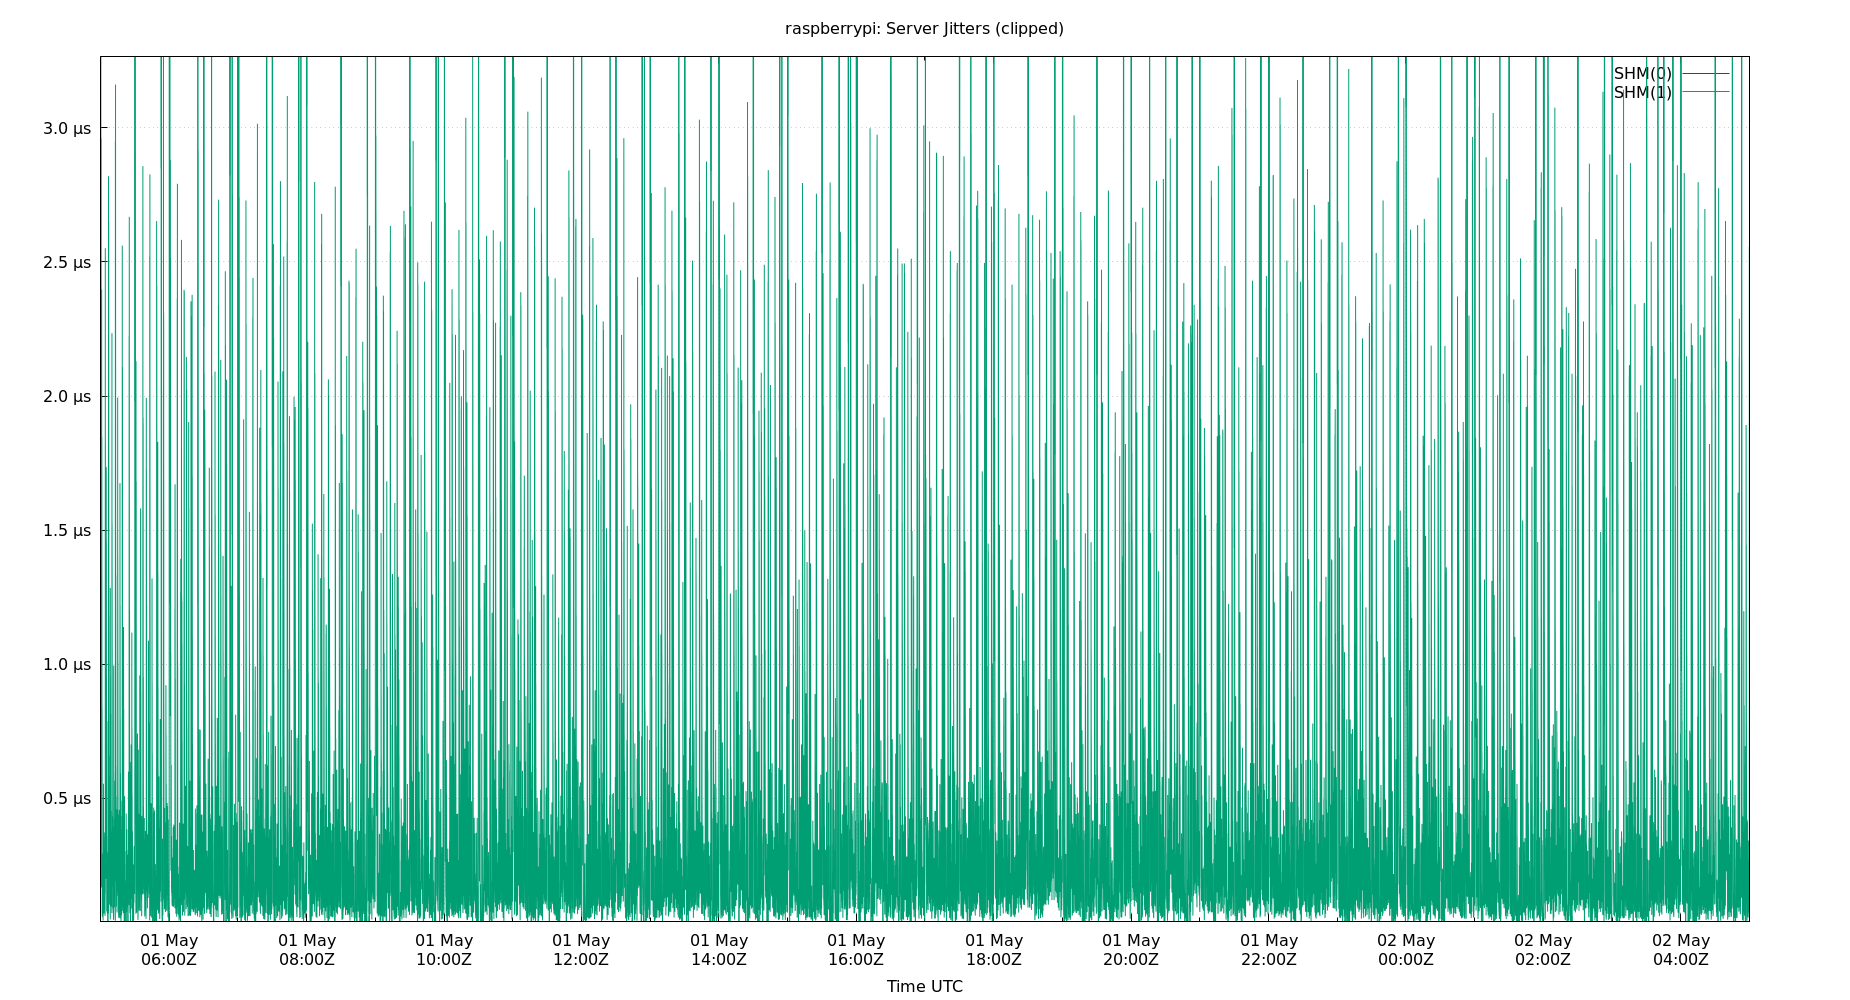 raspberrypi: Server Jitters (clipped)
SHM(0)
SHM(1)
3.0 µs
2.5 µs
2.0 µs
1.5 µs
1.0 µs
0.5 µs
01 May 01 May 01 May 01 May 01 May 01 May 01 May 01 May 01 May 02 May 02 May 02 May
06:00Z 08:00Z 10:00Z 12:00Z 14:00Z 16:00Z 18:00Z 20:00Z 22:00Z 00:00Z 02:00Z 04:00Z
Time UTC